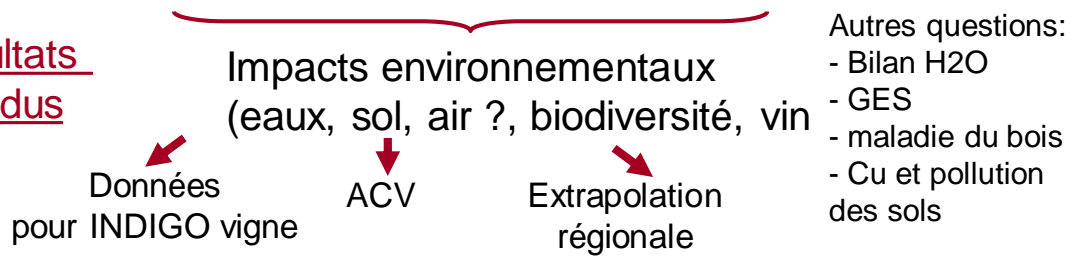 ultats
dus
Impacts environnementaux
(eaux, sol, air ?, biodiversité, vin
Données
pour INDIGO vigne
ACV
Extrapolation
régionale
Autres questions:
- Bilan H2O
- GES
- maladie du bois
- Cu et pollution
des sols